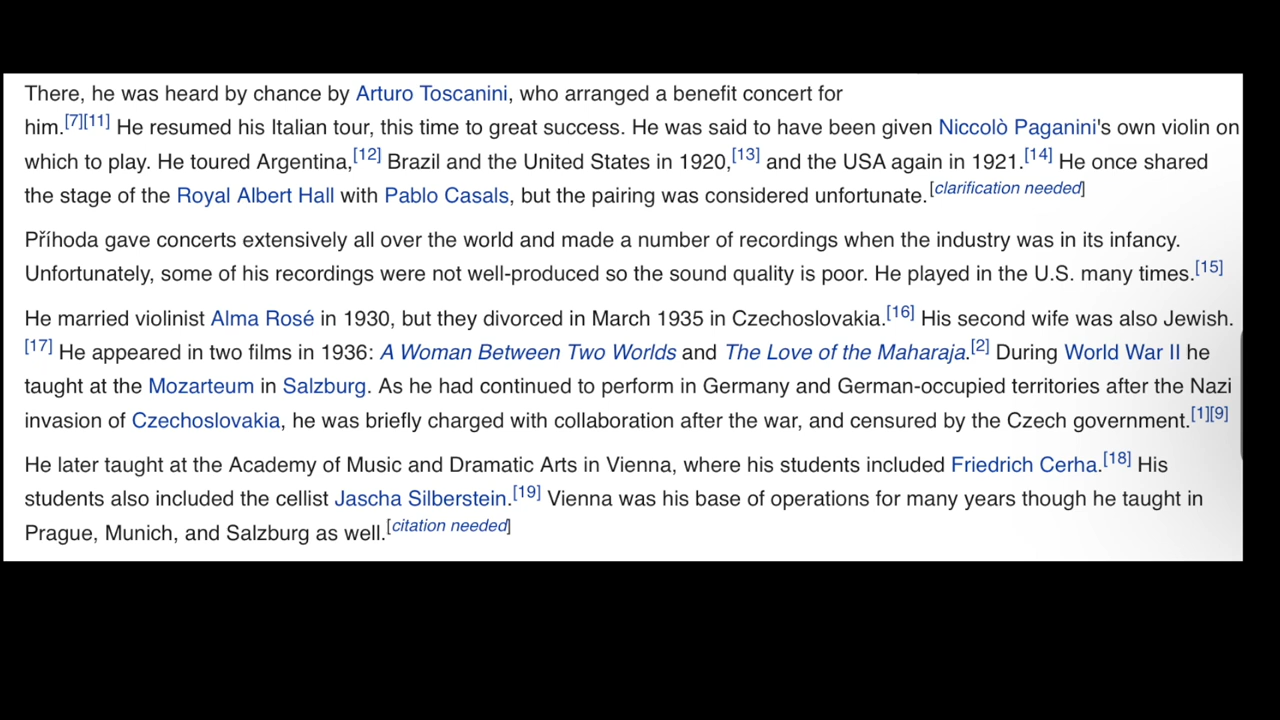 There, he was heard by chance by Arturo Toscanini, who arranged a benefit concert for
him.[7][11] He resumed his Italian tour, this time to great success. He was said to have been given Niccolò Paganini's own violin on
which to play. He toured Argentina,[12] Brazil and the United States in 1920,[13] and the USA again in 1921.[14] He once shared
the stage of the Royal Albert Hall with Pablo Casals, but the pairing was considered unfortunate.[clarification needed]
Příhoda gave concerts extensively all over the world and made a number of recordings when the industry was in its infancy.
Unfortunately, some of his recordings were not well-produced so the sound quality is poor. He played in the U.S. many times.[15]
He married violinist Alma Rosé in 1930, but they divorced in March 1935 in Czechoslovakia.[16] His second wife was also Jewish.
[17] He appeared in two films in 1936: A Woman Between Two Worlds and The Love of the Maharaja.[2] During World War II he
taught at the Mozarteum in Salzburg. As he had continued to perform in Germany and German-occupied territories after the Nazi
invasion of Czechoslovakia, he was briefly charged with collaboration after the war, and censured by the Czech government.[1][9]
He later taught at the Academy of Music and Dramatic Arts in Vienna, where his students included Friedrich Cerha.[18] His
students also included the cellist Jascha Silberstein.[19] Vienna was his base of operations for many years though he taught in
Prague, Munich, and Salzburg as well.[citation needed]